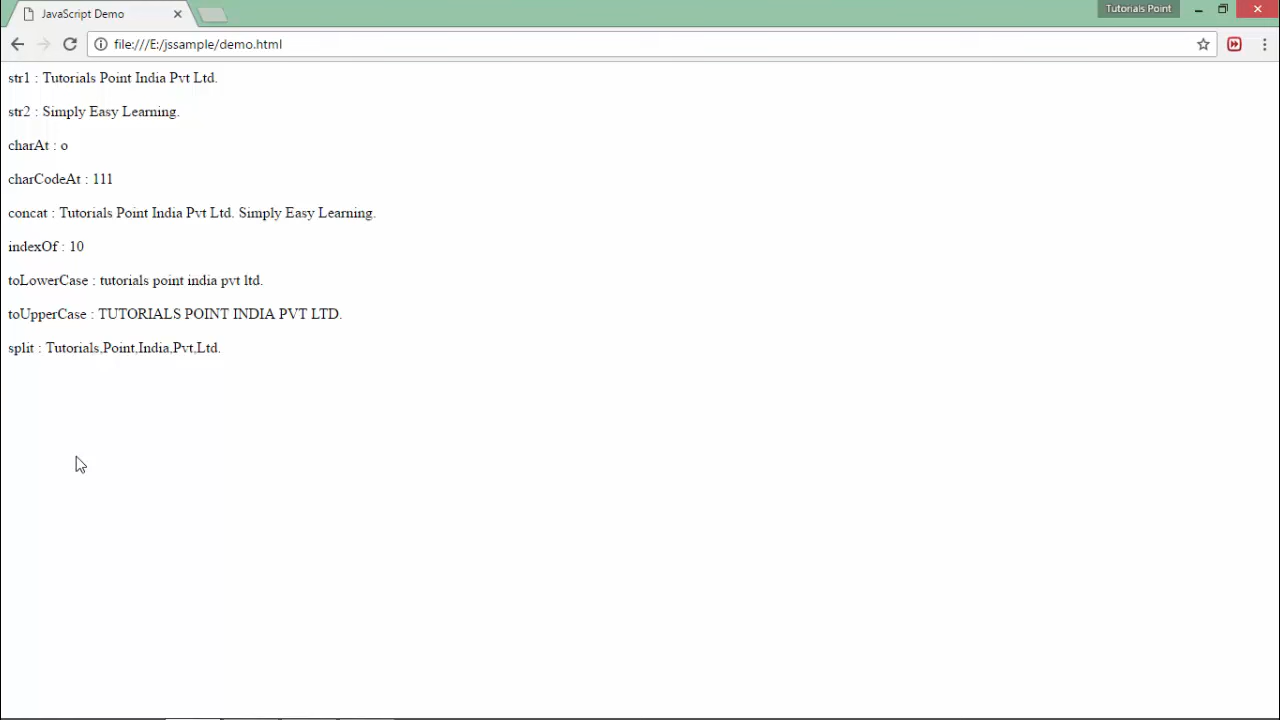 JavaScript Demo
Tutorials Point
file:///E:/jssample/demo.html
str1 : Tutorials Point India Pvt Ltd.
str2 : Simply Easy Learning.
charAt : o
charCodeAt : 111
concat : Tutorials Point India Pvt Ltd. Simply Easy Learning.
indexOf : 10
toLowerCase : tutorials point india pvt ltd.
toUpperCase : TUTORIALS POINT INDIA PVT LTD.
split : Tutorials,Point,India,Pvt,Ltd.